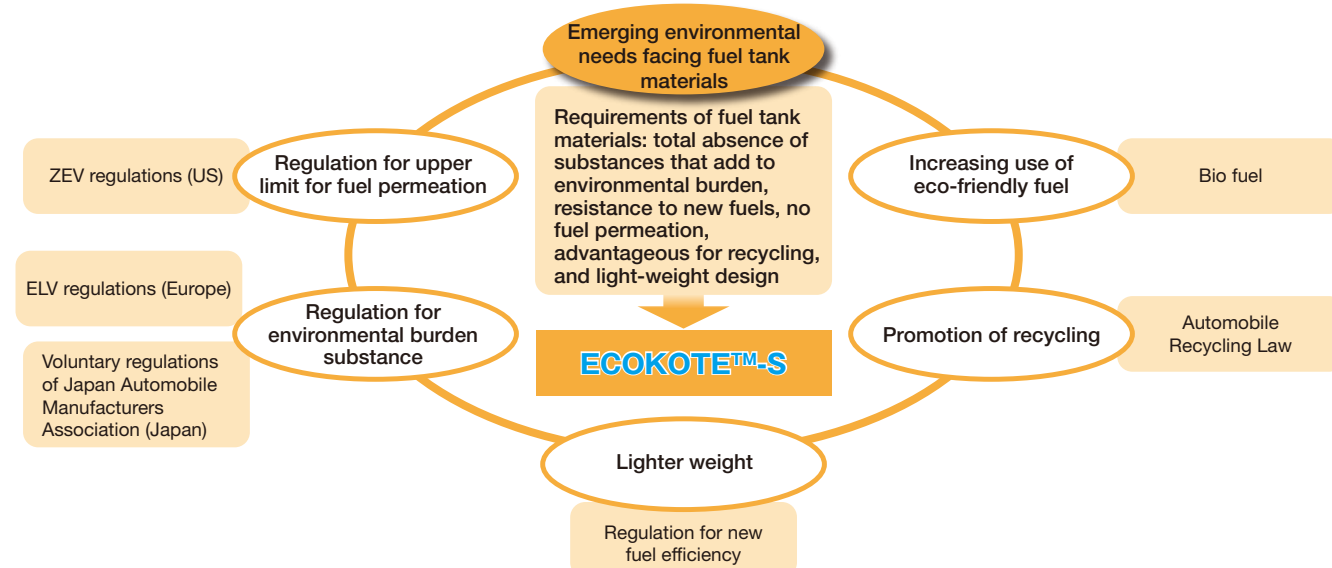 Emerging environmental
needs facing fuel tank
materials
Requirements of fuel tank
materials: total absence of
substances that add to
environmental burden,
resistance to new fuels, no
fuel permeation,
advantageous for recycling,
and light-weight design
ECOKOTE™-S
ZEV regulations (US)
Regulation for upper
limit for fuel permeation
ELV regulations (Europe)
Voluntary regulations
of Japan Automobile
Manufacturers
Association (Japan)
Regulation for
environmental burden
substance
Increasing use of
eco-friendly fuel
Bio fuel
Promotion of recycling
Automobile
Recycling Law
Lighter weight
Regulation for new
fuel efficiency